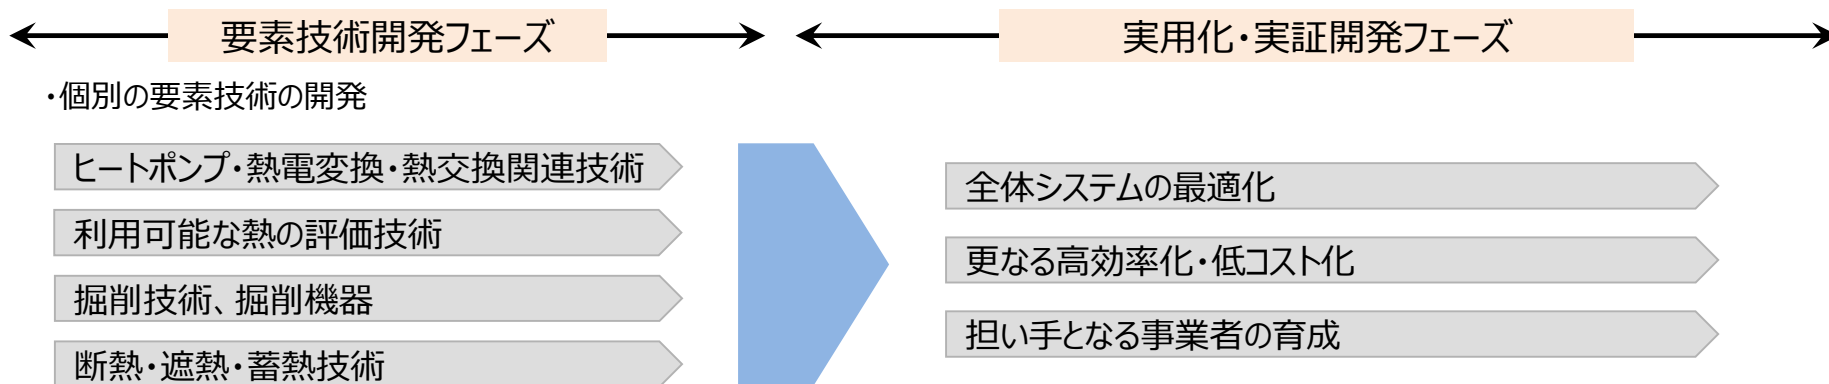 要素技術開発フェーズ
実用化・実証開発フェーズ
・個別の要素技術の開発
ヒートポンプ・熱電変換・熱交換関連技術
利用可能な熱の評価技術
掘削技術、掘削機器
断熱・遮熱・蓄熱技術
全体システムの最適化
更なる高効率化・低コスト化
担い手となる事業者の育成